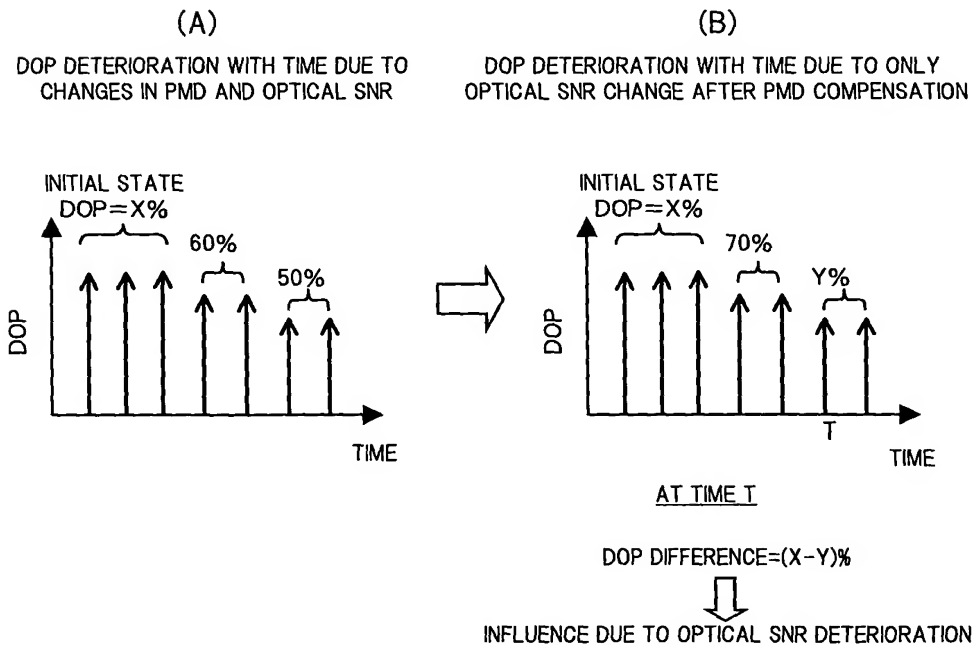 (A)
DOP DETERIORATION WITH TIME DUE TO
CHANGES IN PMD AND OPTICAL SNR
INITIAL STATE
DOP=X%
60%
50%
DOP
TIME
(B)
DOP DETERIORATION WITH TIME DUE TO ONLY
OPTICAL SNR CHANGE AFTER PMD COMPENSATION
INITIAL STATE
DOP=X%
70%
Y%
DOP
T
TIME
AT TIME T
DOP DIFFERENCE=(X-Y)%
INFLUENCE DUE TO OPTICAL SNR DETERIORATION